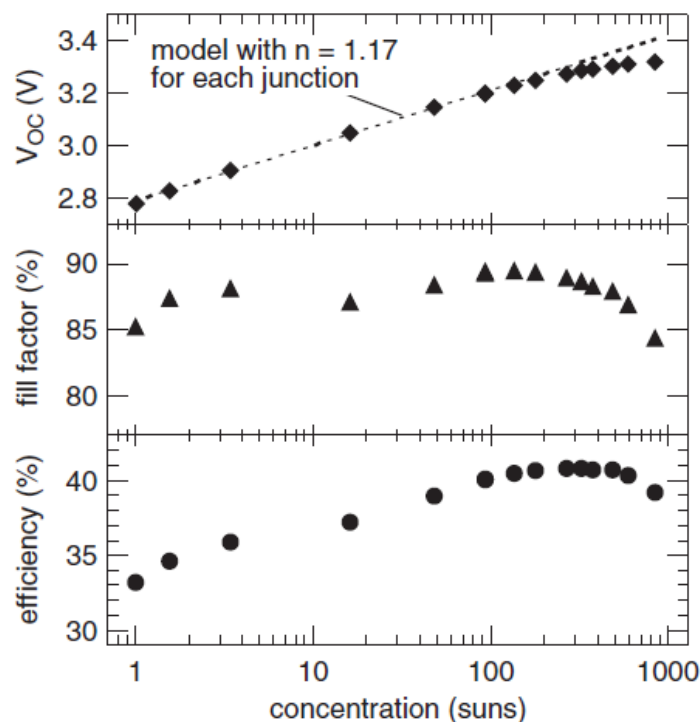 3.4
3.2
3.0
2.8
V_OC (V)
model with n = 1.17
for each junction
90
85
80
fill factor (%)
40
35
30
efficiency (%)
1
10
100
1000
concentration (suns)